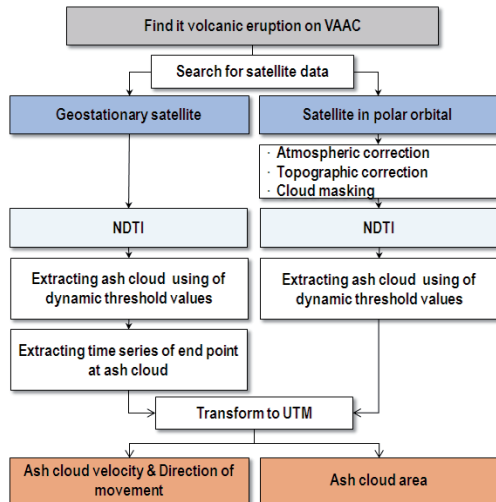 Find it volcanic eruption on VAAC
Search for satellite data
Geostationary satellite
Satellite in polar orbital
· Atmospheric correction
· Topographic correction
· Cloud masking
NDTI
NDTI
Extracting ash cloud using of
dynamic threshold values
Extracting ash cloud using of
dynamic threshold values
Extracting time series of end point
at ash cloud
Transform to UTM
Ash cloud velocity & Direction of
movement
Ash cloud area